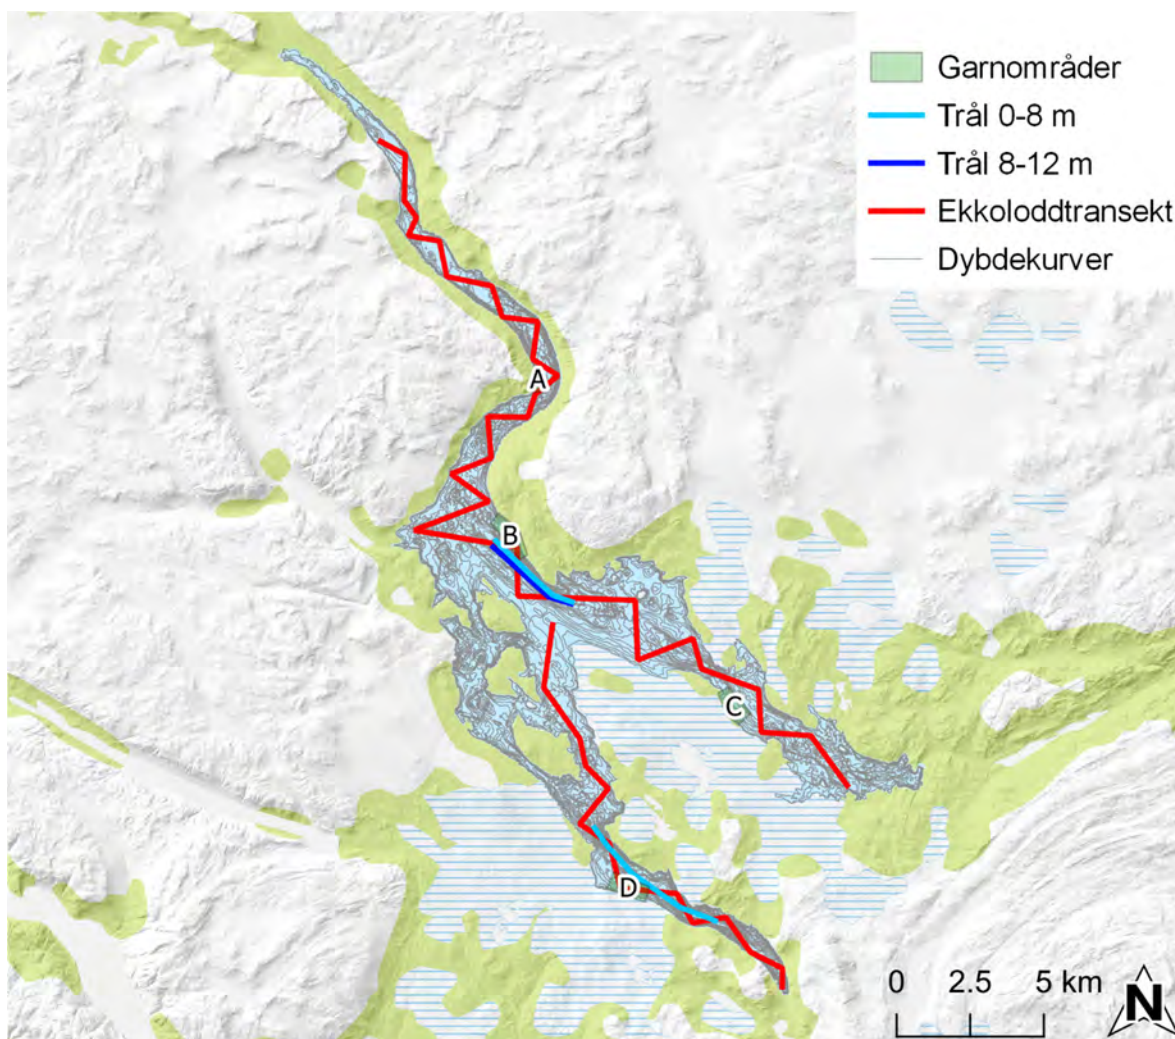 Garnområder
Trål 0-8 m
Trål 8-12 m
Ekkoloddtransekt
Dybdekurver
A
B
C
D
0 2.5 5 km
N